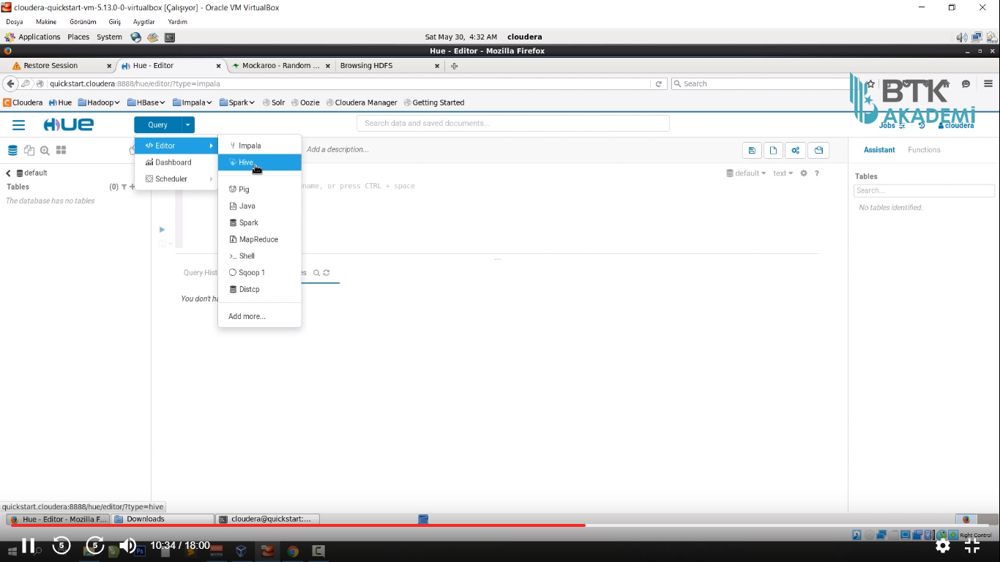 cloudera-quickstart-vm-5.13.0-0-virtualbox [Çalışıyor] - Oracle VM VirtualBox
Dosya Makine Görünüm Giriş Aygıtlar Yardım
Applications Places System Sat May 30, 4:32 AM cloudera
Hue - Editor - Mozilla Firefox
Restore Session Hue - Editor Mockaroo - Random ... Browsing HDFS
quickstart.cloudera:8888/hue/editor/?type=impala Search
Cloudera Hue Hadoop HBase Impala Spark Solr Oozie Cloudera Manager Getting Started
BTK AKADEMİ
HUE Query Search data and saved documents... Jobs cloudera
Editor Impala Add a description... Assistant Functions
Dashboard Hive
default default text ?
Scheduler Tables
Tables (0) ename, or press CTRL + space
Pig Search...
The database has no tables
Java No tables identified.
Spark
MapReduce
Shell
Query Hist Sqoop 1 es
Distcp
You don't ha
Add more...
quickstart.cloudera:8888/hue/editor/?type=hive
Hue - Editor - Mozilla F... Downloads cloudera@quickstart:...
Right Control
5 5 10:34 / 18:00